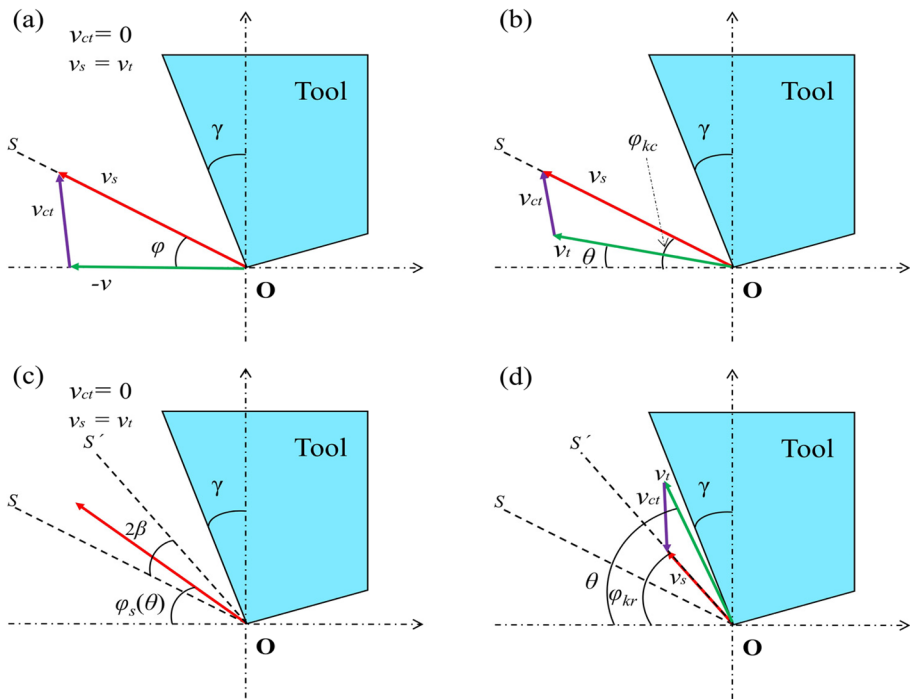 (a)
v_ct = 0
v_s = v_t
Tool
γ
S
v_s
v_ct
φ
-v
O
(b)
Tool
γ
φ_kc
S
v_s
v_ct
v_t
θ
O
(c)
v_ct = 0
v_s = v_t
S´
Tool
γ
S
2β
φ_s(θ)
O
(d)
S´
Tool
v_t
γ
v_ct
S
θ
v_s
φ_kr
O